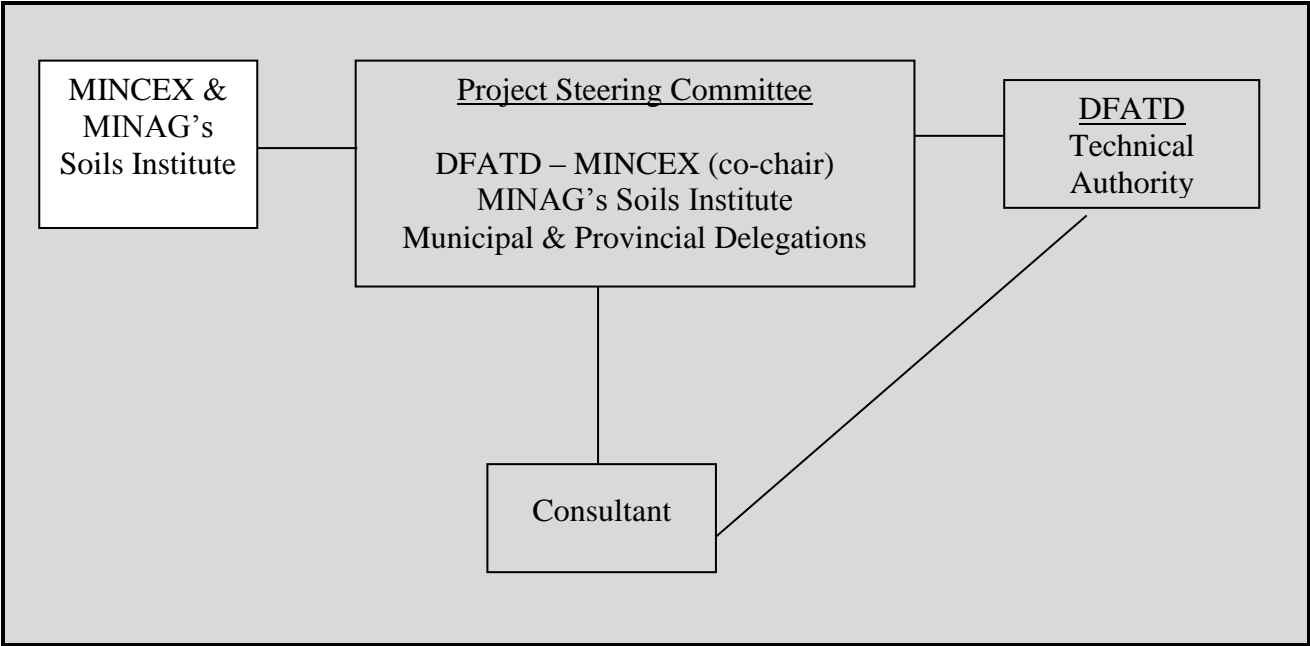 MINCEX &
MINAG’s
Soils Institute
Project Steering Committee
DFATD – MINCEX (co-chair)
MINAG’s Soils Institute
Municipal & Provincial Delegations
DFATD
Technical
Authority
Consultant